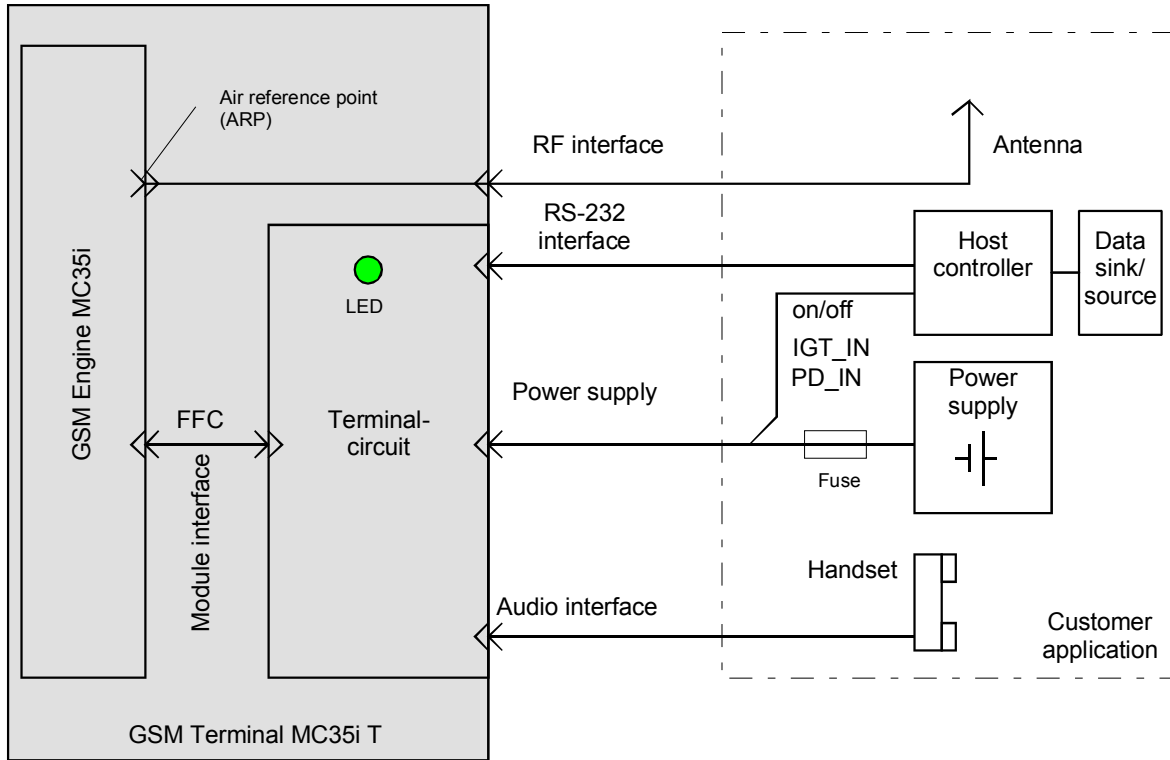 Air reference point
(ARP)
RF interface
Antenna
RS-232
interface
Host
controller
Data
sink/
source
LED
on/off
IGT_IN
PD_IN
GSM Engine MC35i
FFC
Module interface
Terminal-
circuit
Power supply
Power
supply
Fuse
Handset
Audio interface
Customer
application
GSM Terminal MC35i T